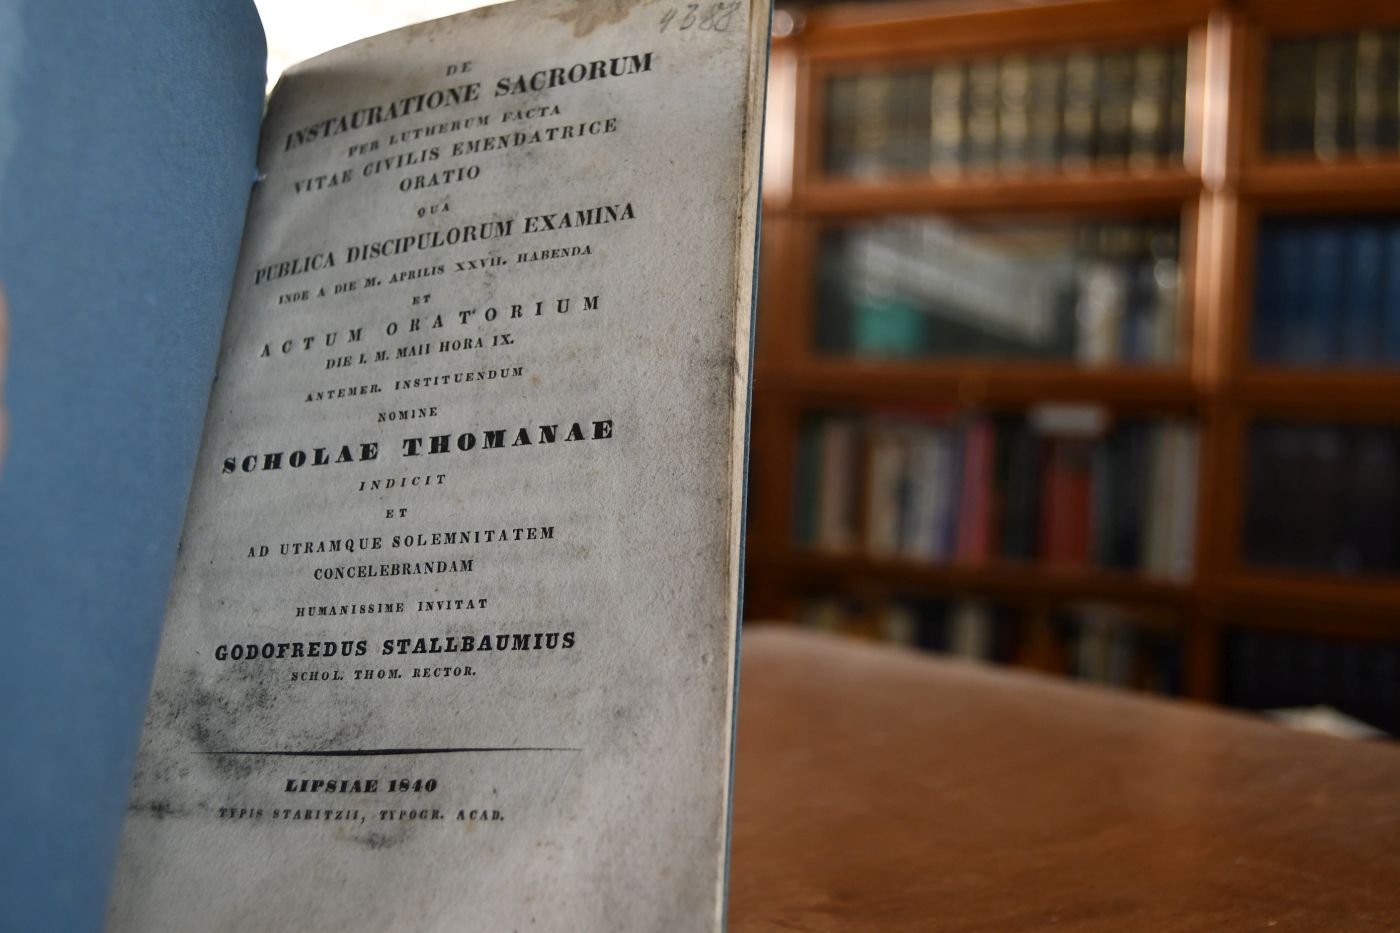 4388
DE
INSTAURATIONE SACRORUM
PER LUTHERUM FACTA
VITAE CIVILIS EMENDATRICE
ORATIO
QUA
PUBLICA DISCIPULORUM EXAMINA
INDE A DIE M. APRILIS XXVII. HABENDA
ET
ACTUM ORATORIUM
DIE I. M. MAII HORA IX.
ANTEMER. INSTITUENDUM
NOMINE
SCHOLAE THOMANAE
INDICIT
ET
AD UTRAMQUE SOLEMNITATEM
CONCELEBRANDAM
HUMANISSIME INVITAT
GODOFREDUS STALLBAUMIUS
SCHOL. THOM. RECTOR.
LIPSIAE 1840
TYPIS STARITZII, TYPOGR. ACAD.